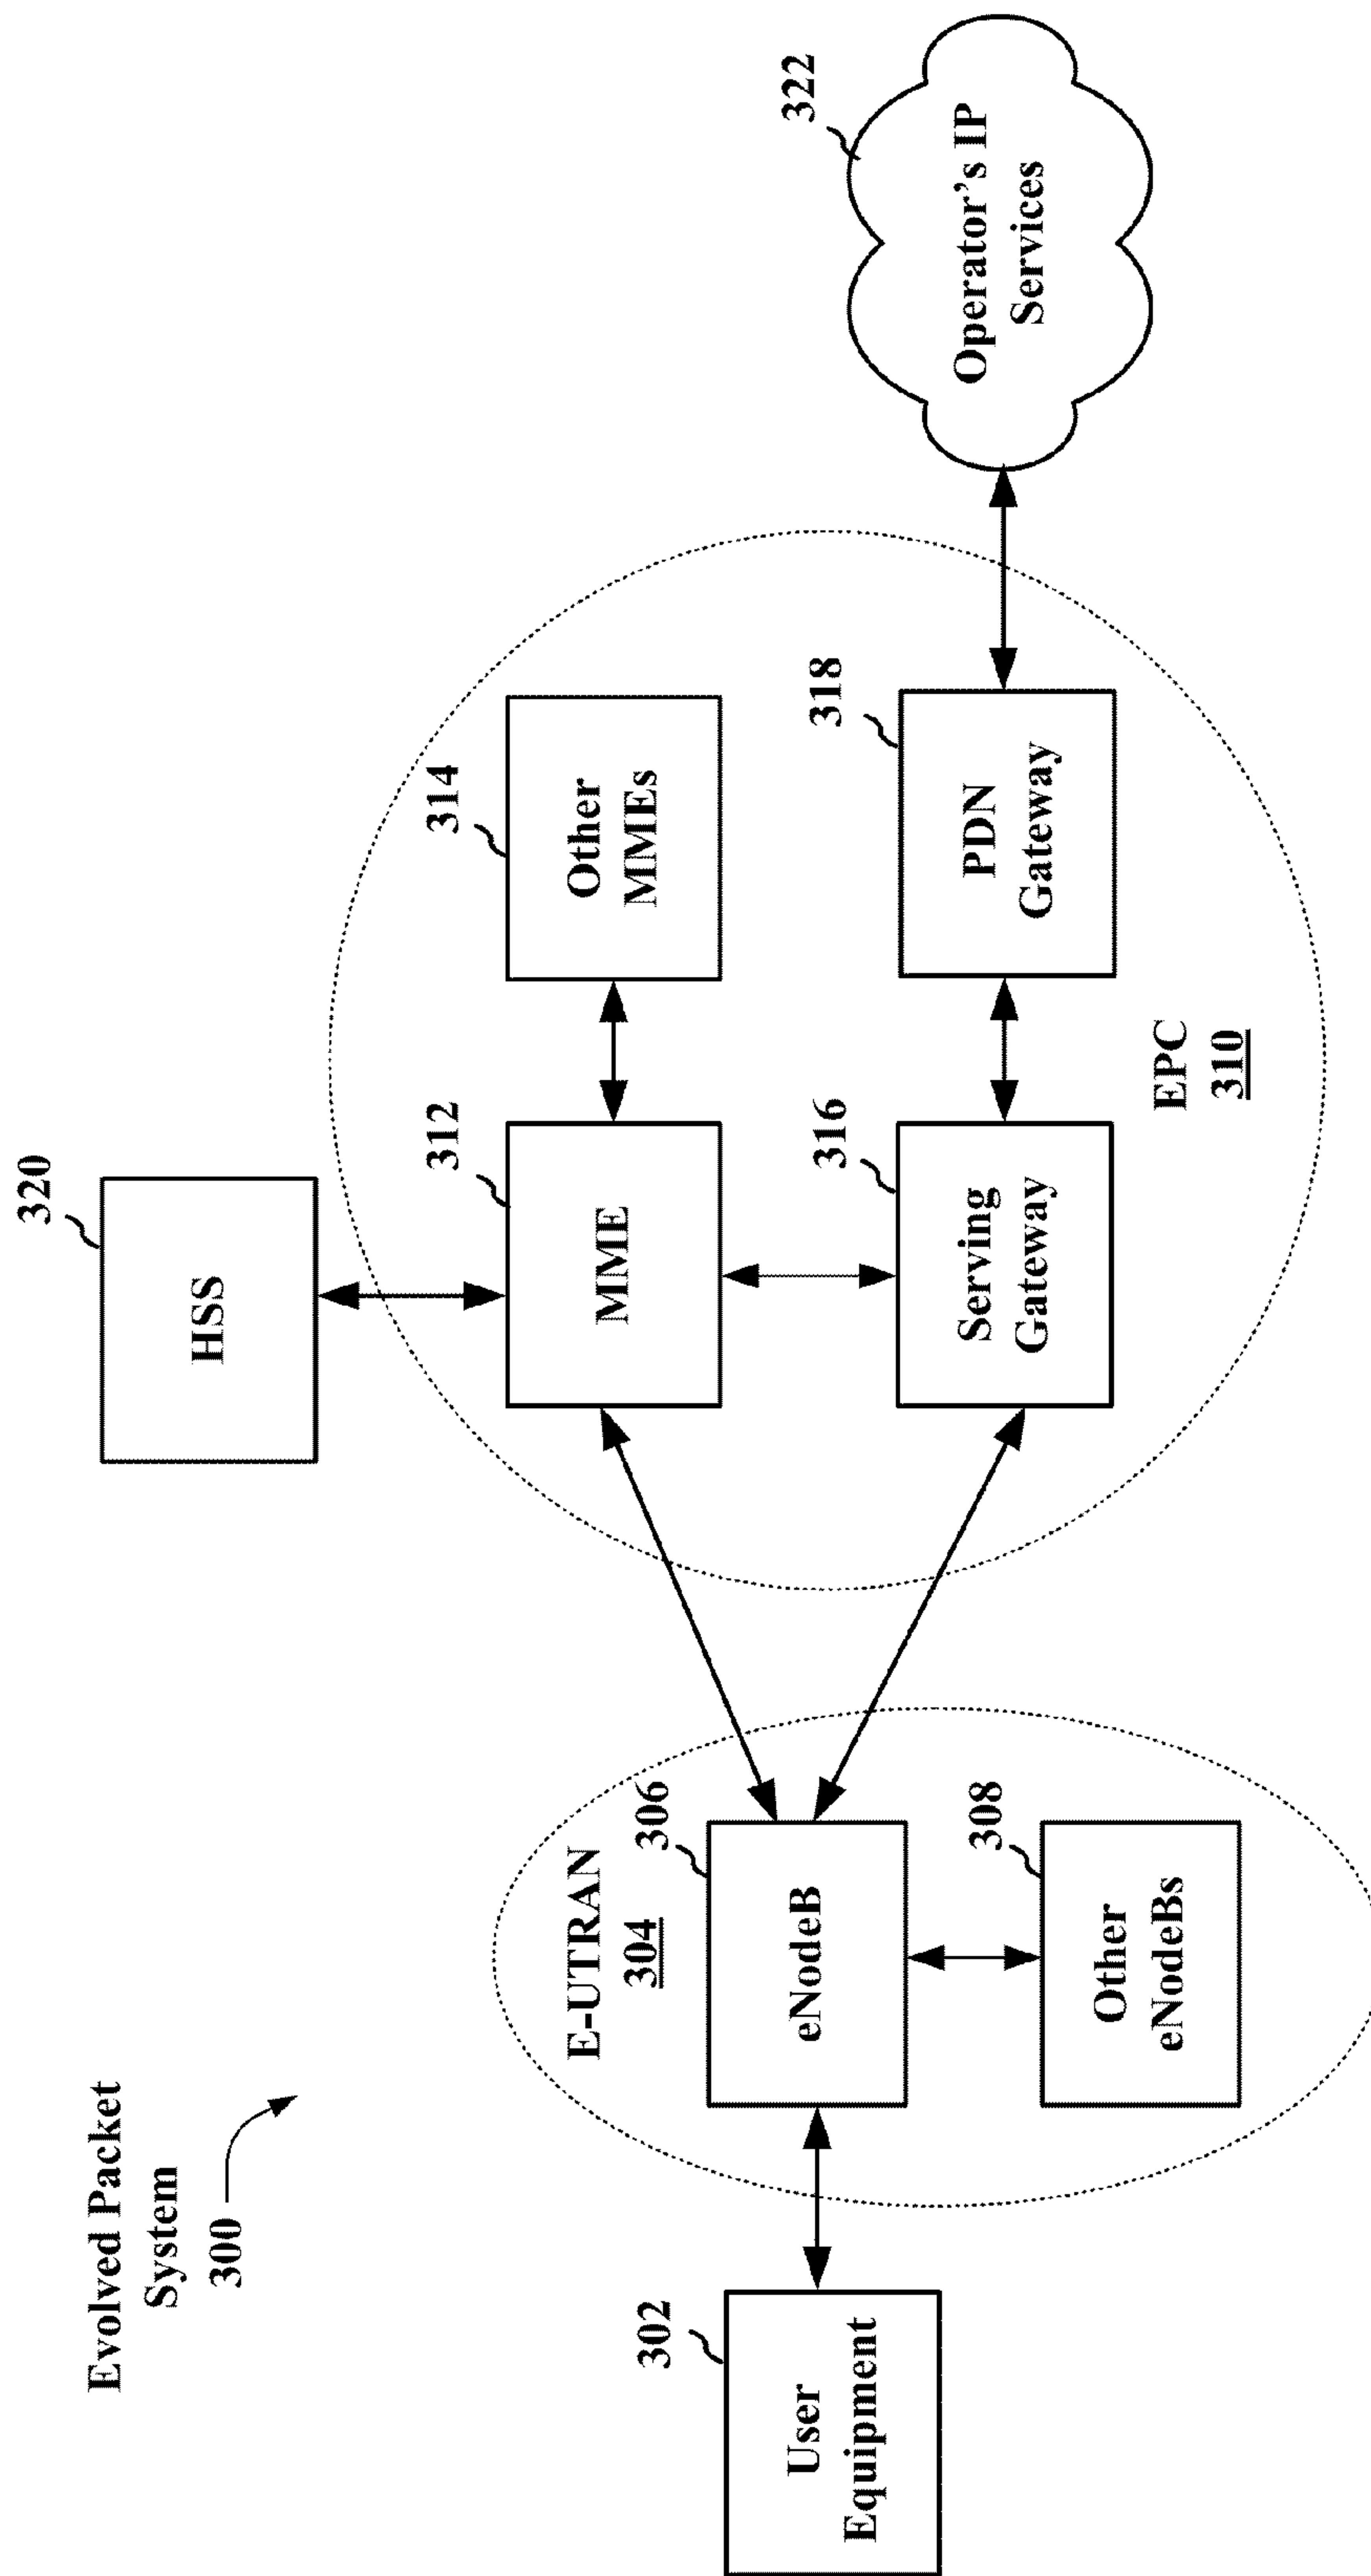 Evolved Packet
System
300
320
HSS
312
MME
314
Other
MMEs
322
Operator's IP
Services
E-UTRAN
304
306
eNodeB
302
User
Equipment
308
Other
eNodeBs
316
Serving
Gateway
318
PDN
Gateway
EPC
310